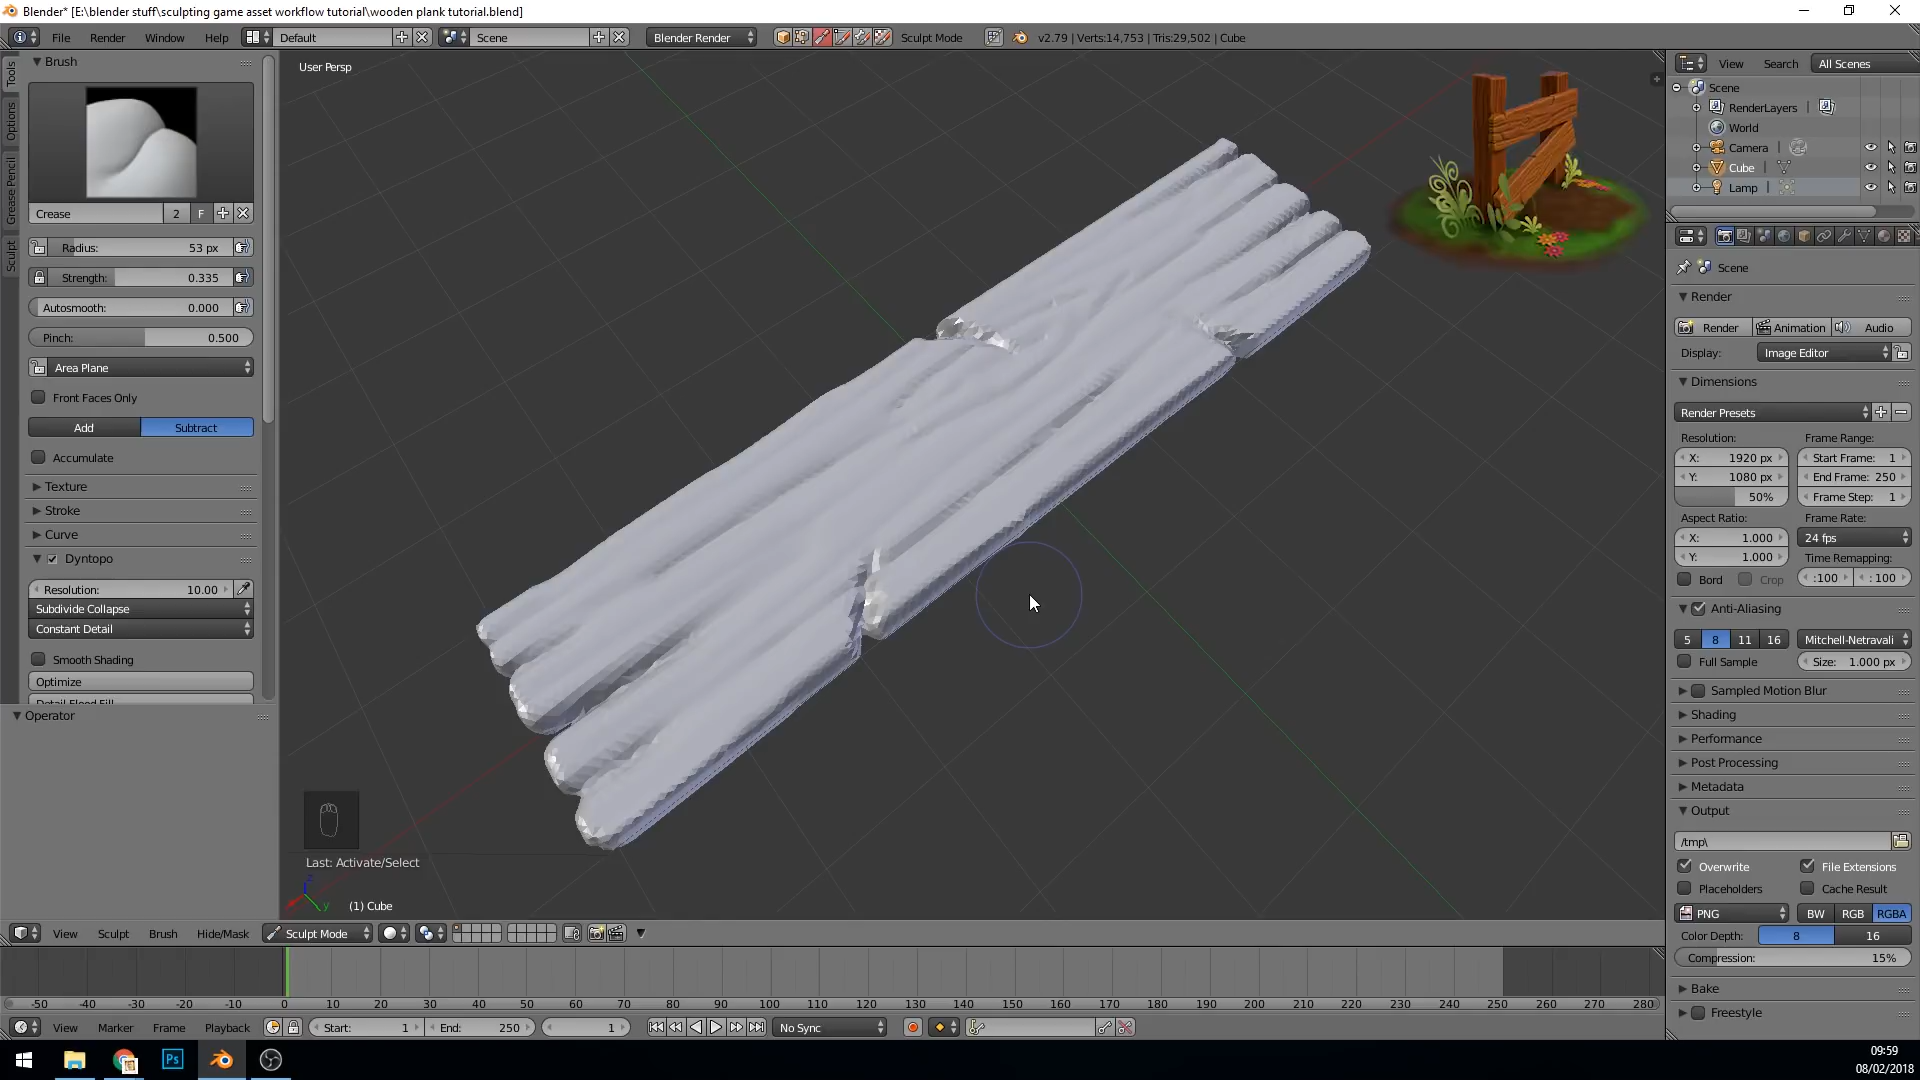 Blender* [E:\blender stuff\sculpting game asset workflow tutorial\wooden plank tutorial.blend]
File Render Window Help Default Scene Blender Render Sculpt Mode v2.79 | Verts:14,753 | Tris:29,502 | Cube
User Persp
Tools
Options
Grease Pencil
Sculpt
Brush
Crease 2 F
Radius: 53 px
Strength: 0.335
Autosmooth: 0.000
Pinch: 0.500
Area Plane
Front Faces Only
Add Subtract
Accumulate
Texture
Stroke
Curve
Dyntopo
Resolution: 10.00
Subdivide Collapse
Constant Detail
Smooth Shading
Optimize
Detail Flood Fill
Operator
Last: Activate/Select
z
y
(1) Cube
View Sculpt Brush Hide/Mask Sculpt Mode
-50 -40 -30 -20 -10 0 10 20 30 40 50 60 70 80 90 100 110 120 130 140 150 160 170 180 190 200 210 220 230 240 250 260 270 280
View Marker Frame Playback Start: 1 End: 250 1 No Sync
View Search All Scenes
Scene
RenderLayers
World
Camera
Cube
Lamp
Scene
Render
Render Animation Audio
Display: Image Editor
Dimensions
Render Presets
Resolution: Frame Range:
X: 1920 px Start Frame: 1
Y: 1080 px End Frame: 250
50% Frame Step: 1
Aspect Ratio: Frame Rate:
X: 1.000 24 fps
Y: 1.000 Time Remapping:
Bord Crop :100 :100
Anti-Aliasing
5 8 11 16 Mitchell-Netravali
Full Sample Size: 1.000 px
Sampled Motion Blur
Shading
Performance
Post Processing
Metadata
Output
/tmp\
Overwrite File Extensions
Placeholders Cache Result
PNG BW RGB RGBA
Color Depth: 8 16
Compression: 15%
Bake
Freestyle
Ps
09:59
08/02/2018